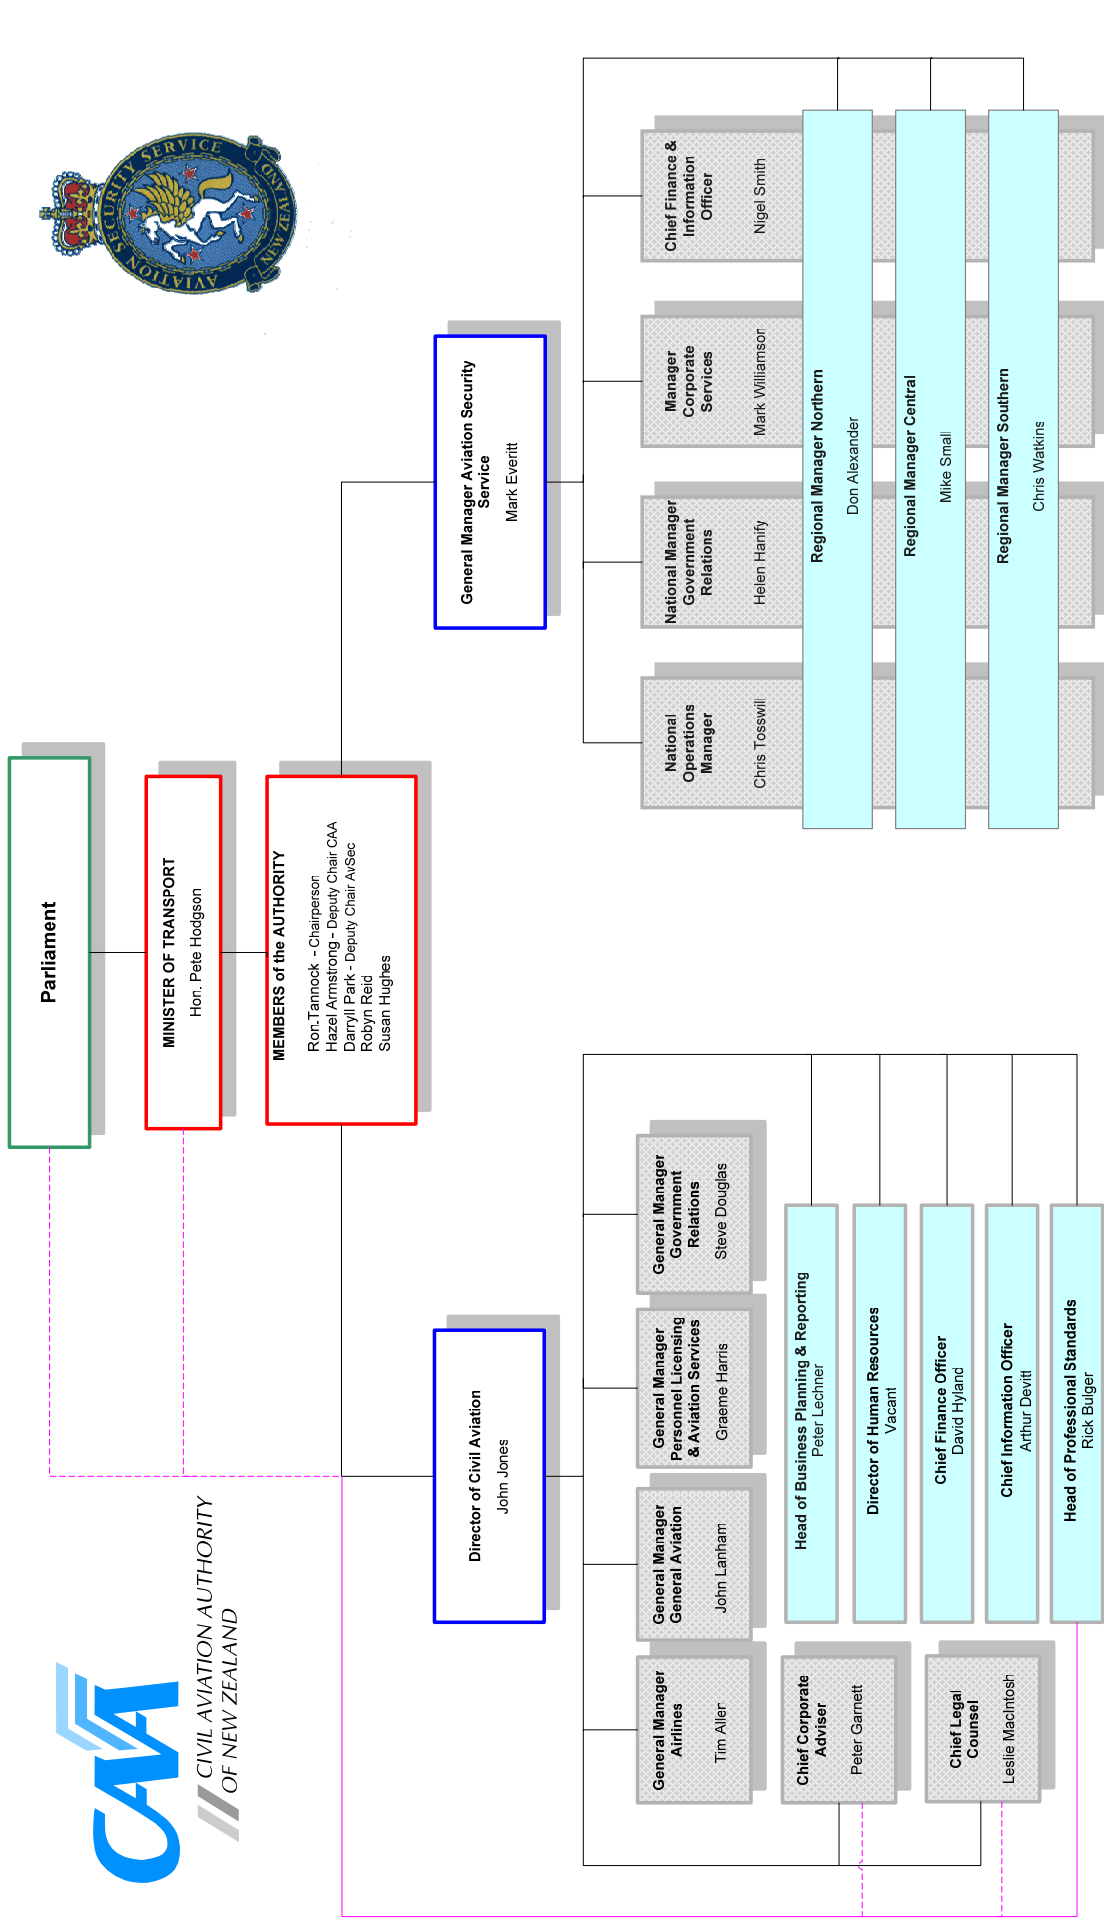 CAA
CIVIL AVIATION AUTHORITY
OF NEW ZEALAND
AVIATION SECURITY SERVICE
NEW ZEALAND
Parliament
MINISTER OF TRANSPORT
Hon. Pete Hodgson
MEMBERS of the AUTHORITY
Ron Tannock - Chairperson
Hazel Armstrong - Deputy Chair CAA
Darryll Park - Deputy Chair AvSec
Robyn Reid
Susan Hughes
Director of Civil Aviation
John Jones
General Manager Aviation Security
Service
Mark Everitt
General Manager
Airlines
Tim Allen
General Manager
General Aviation
John Lanham
General Manager
Personnel Licensing
& Aviation Services
Graeme Harris
General Manager
Government
Relations
Steve Douglas
Chief Corporate
Adviser
Peter Garnett
Chief Legal
Counsel
Leslie MacIntosh
Head of Business Planning & Reporting
Peter Lechner
Director of Human Resources
Vacant
Chief Finance Officer
David Hyland
Chief Information Officer
Arthur Devitt
Head of Professional Standards
Rick Bulger
National
Operations
Manager
Chris Tosswill
National Manager
Government
Relations
Helen Hanify
Manager
Corporate
Services
Mark Williamson
Chief Finance &
Information
Officer
Nigel Smith
Regional Manager Northern
Don Alexander
Regional Manager Central
Mike Small
Regional Manager Southern
Chris Watkins